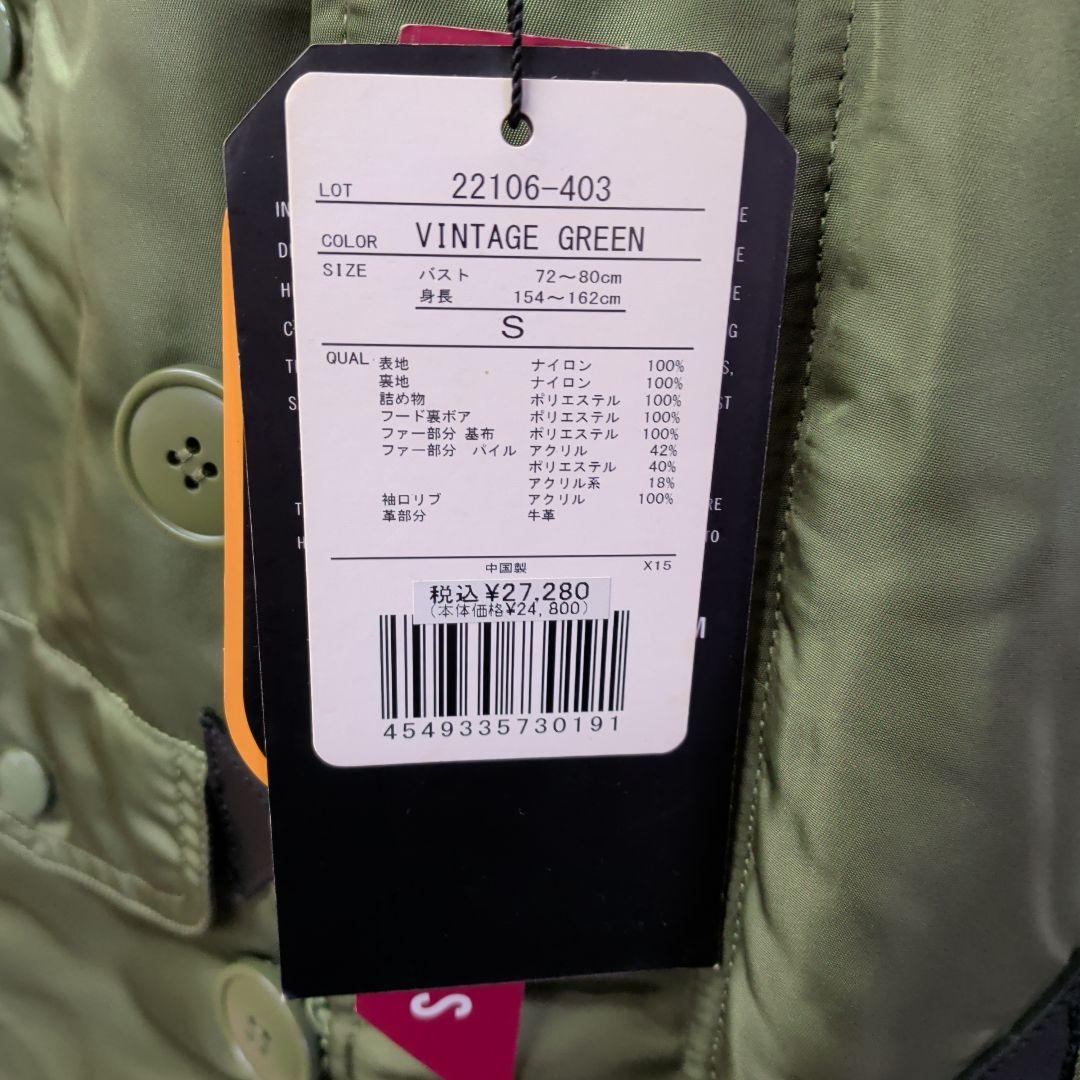 LOT 22106-403
COLOR VINTAGE GREEN
SIZE バスト 72～80cm
身長 154～162cm
S
QUAL 表地 ナイロン 100%
裏地 ナイロン 100%
詰め物 ポリエステル 100%
フード裏ボア ポリエステル 100%
ファー部分 基布 ポリエステル 100%
ファー部分 パイル アクリル 42%
ポリエステル 40%
アクリル系 18%
袖口リブ アクリル 100%
革部分 牛革
中国製 X15
税込¥27,280
(本体価格¥24,800)
4549335730191
S